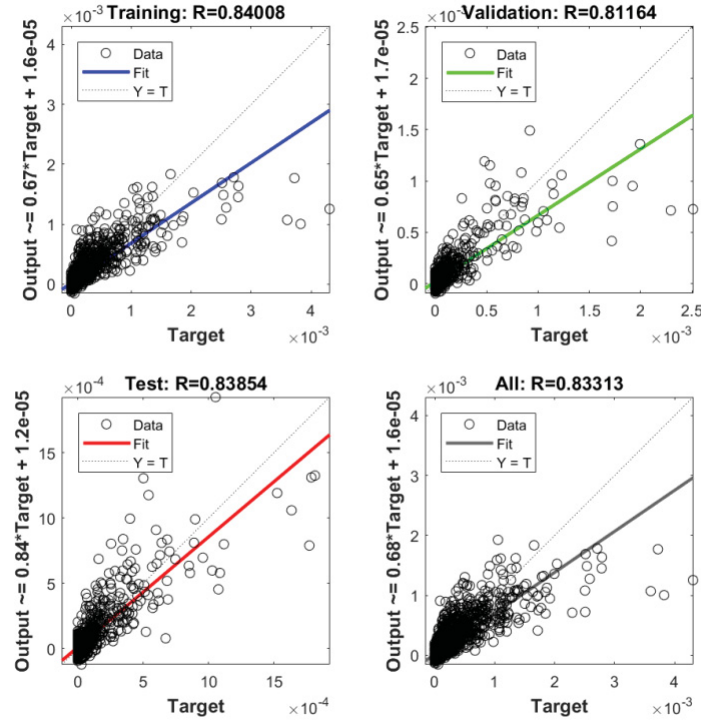 Training: R=0.84008
×10⁻³
Output ~= 0.67*Target + 1.6e-05
4
3
2
1
0
Data
Fit
Y = T
0 1 2 3 4
Target
×10⁻³
Validation: R=0.81164
×10⁻³
Output ~= 0.65*Target + 1.7e-05
2.5
2
1.5
1
0.5
0
Data
Fit
Y = T
0 0.5 1 1.5 2 2.5
Target
×10⁻³
Test: R=0.83854
×10⁻⁴
Output ~= 0.84*Target + 1.2e-05
15
10
5
0
Data
Fit
Y = T
0 5 10 15
Target
×10⁻⁴
All: R=0.83313
×10⁻³
Output ~= 0.68*Target + 1.6e-05
4
3
2
1
0
Data
Fit
Y = T
0 1 2 3 4
Target
×10⁻³